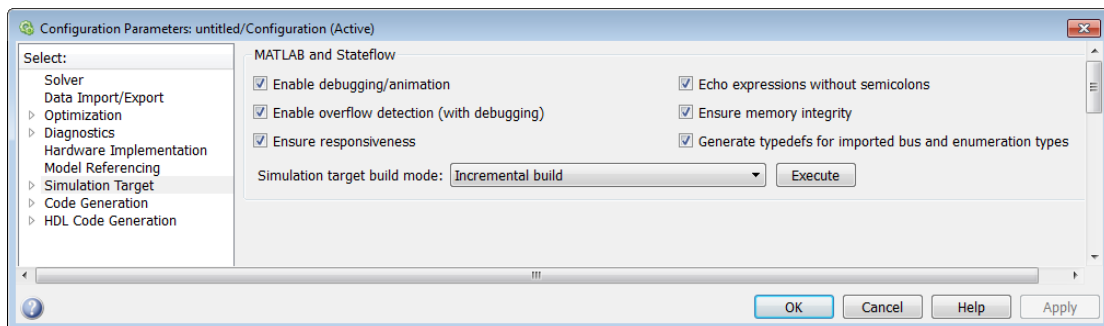 Configuration Parameters: untitled/Configuration (Active)
Select:
Solver
Data Import/Export
Optimization
Diagnostics
Hardware Implementation
Model Referencing
Simulation Target
Code Generation
HDL Code Generation
MATLAB and Stateflow
Enable debugging/animation
Echo expressions without semicolons
Enable overflow detection (with debugging)
Ensure memory integrity
Ensure responsiveness
Generate typedefs for imported bus and enumeration types
Simulation target build mode: Incremental build Execute
OK Cancel Help Apply